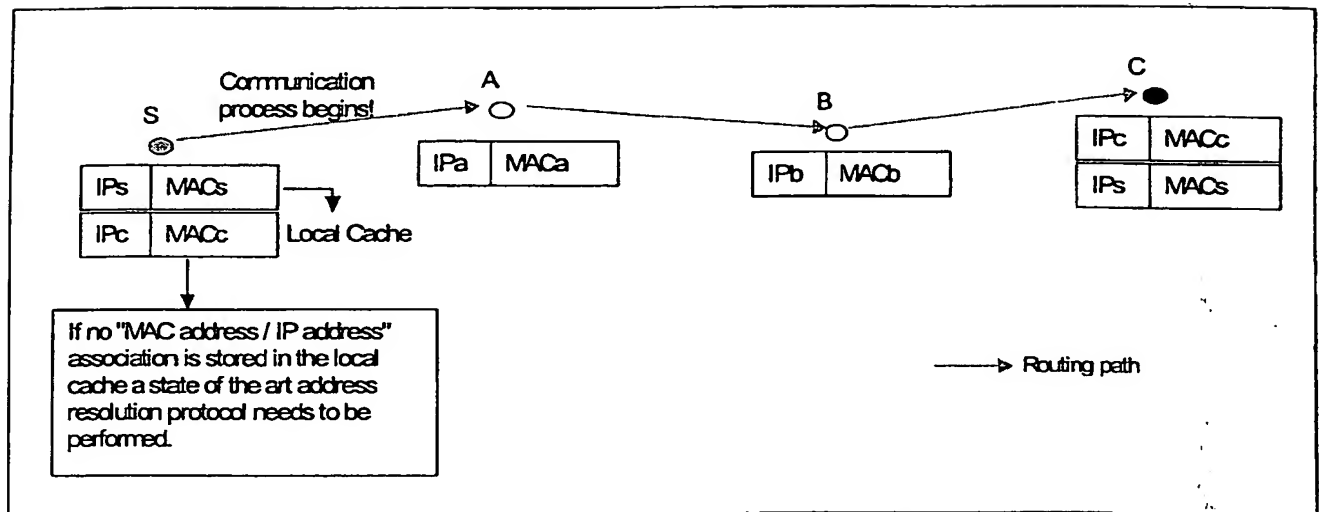 Communication
process begins!
S
A
B
C
IPs MACs
IPc MACc
Local Cache
IPa MACa
IPb MACb
IPc MACc
IPs MACs
If no "MAC address / IP address"
association is stored in the local
cache a state of the art address
resolution protocol needs to be
performed.
Routing path